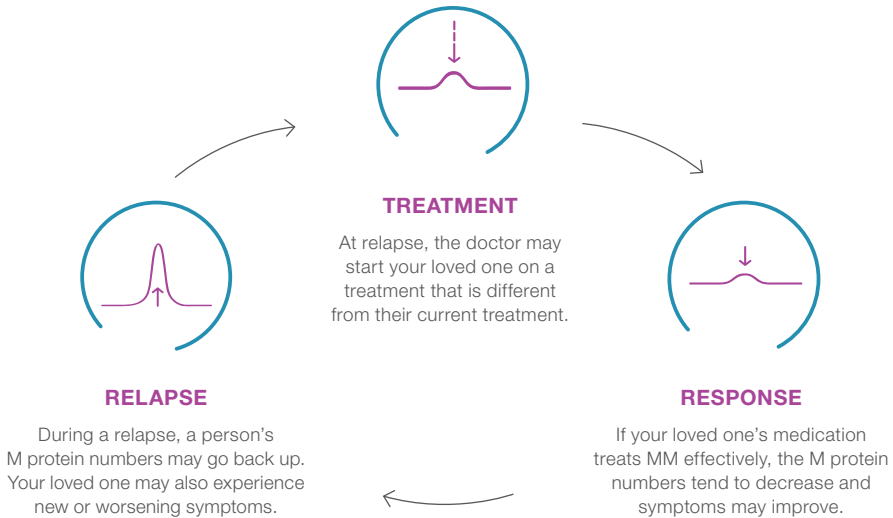 TREATMENT
At relapse, the doctor may
start your loved one on a
treatment that is different
from their current treatment.
RELAPSE
During a relapse, a person's
M protein numbers may go back up.
Your loved one may also experience
new or worsening symptoms.
RESPONSE
If your loved one's medication
treats MM effectively, the M protein
numbers tend to decrease and
symptoms may improve.